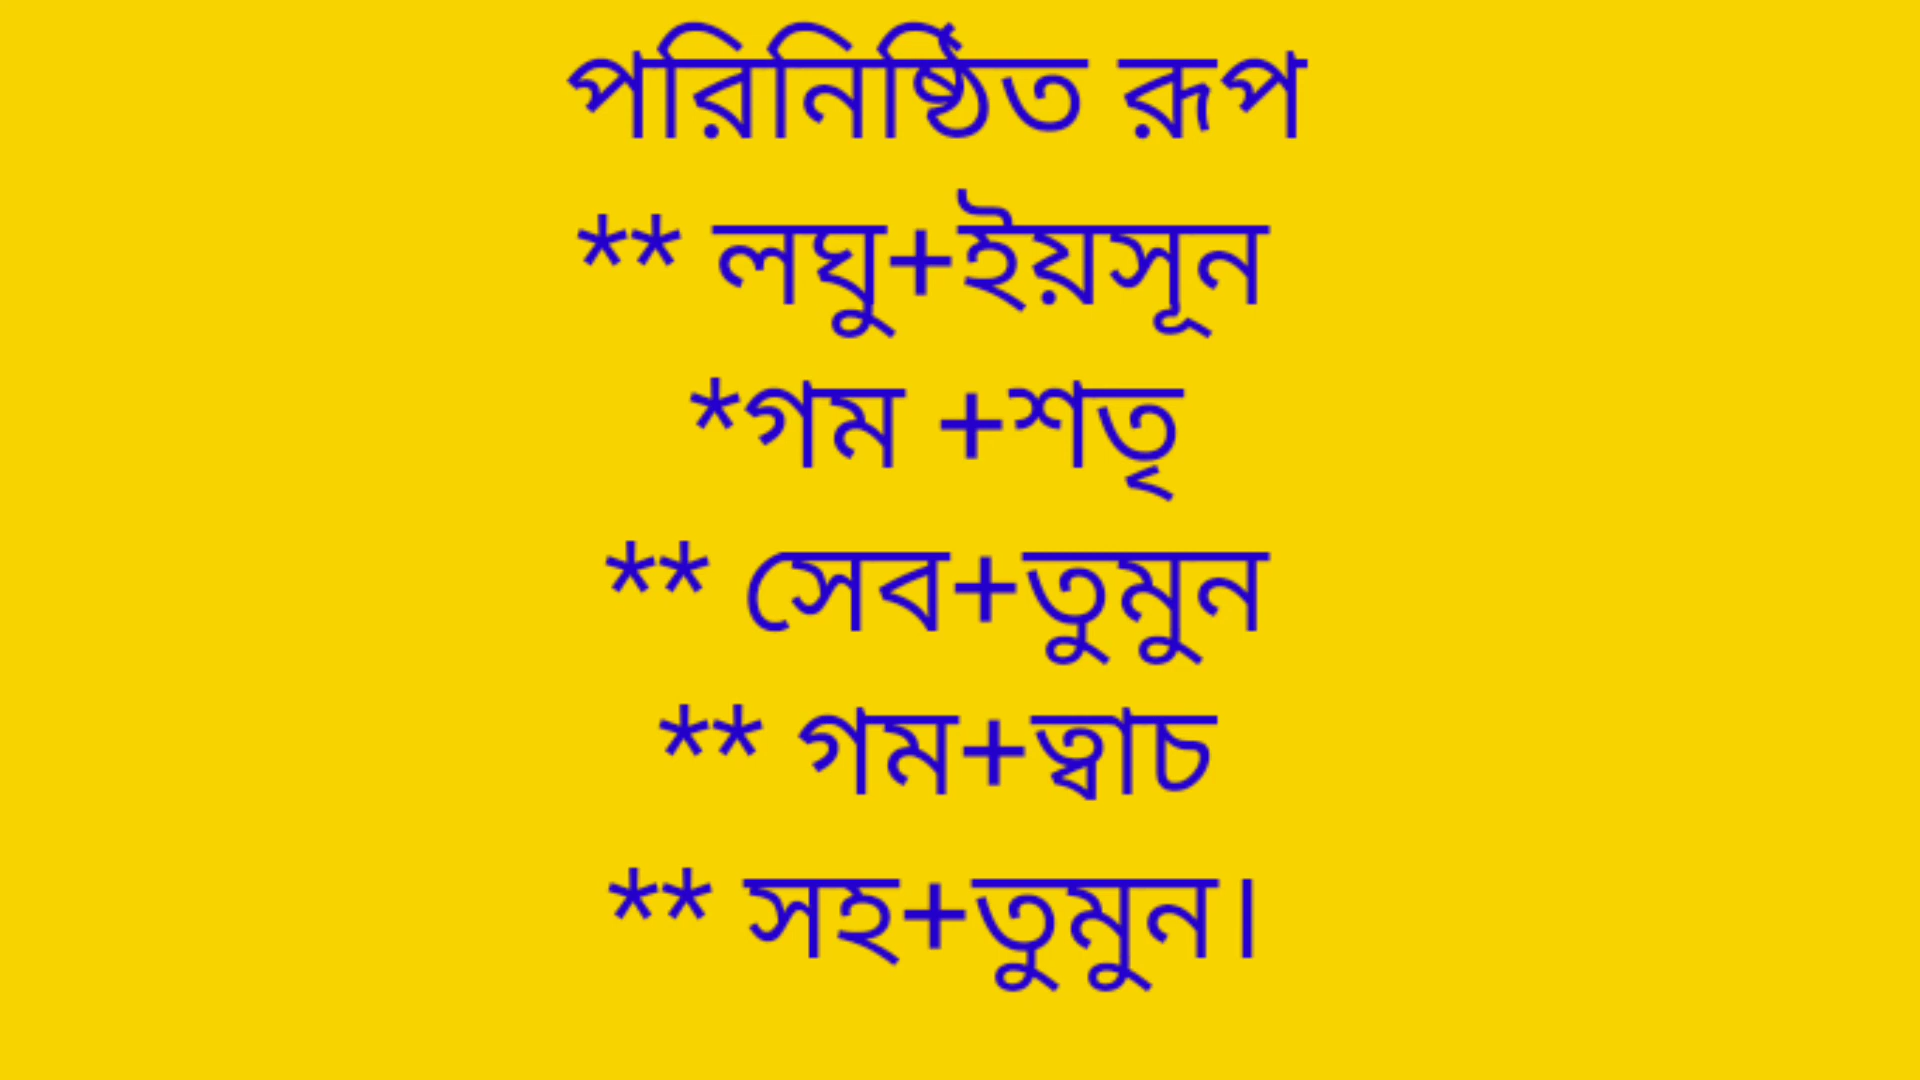 পরিনিষ্ঠিত রূপ
** লঘু+ইয়সূন
*গম +শতৃ
** সেব+তুমুন
** গম+ত্বাচ
** সহ+তুমুন।